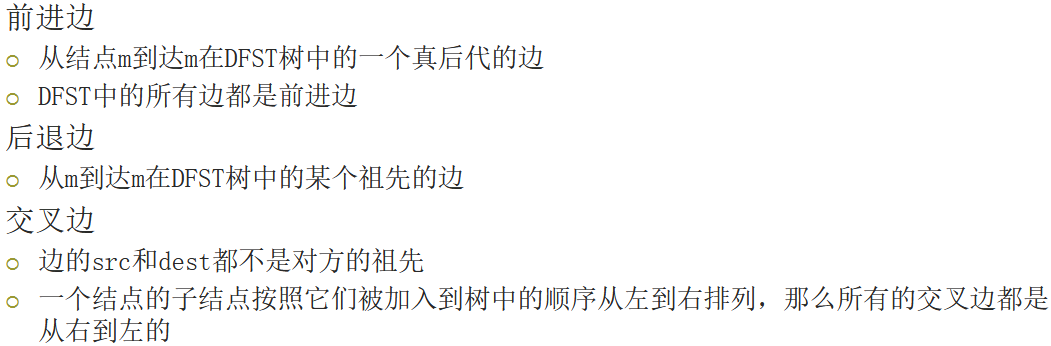 前进边
○ 从结点m到达m在DFST树中的一个真后代的边
○ DFST中的所有边都是前进边
后退边
○ 从m到达m在DFST树中的某个祖先的边
交叉边
○ 边的src和dest都不是对方的祖先
○ 一个结点的子结点按照它们被加入到树中的顺序从左到右排列，那么所有的交叉边都是
从右到左的